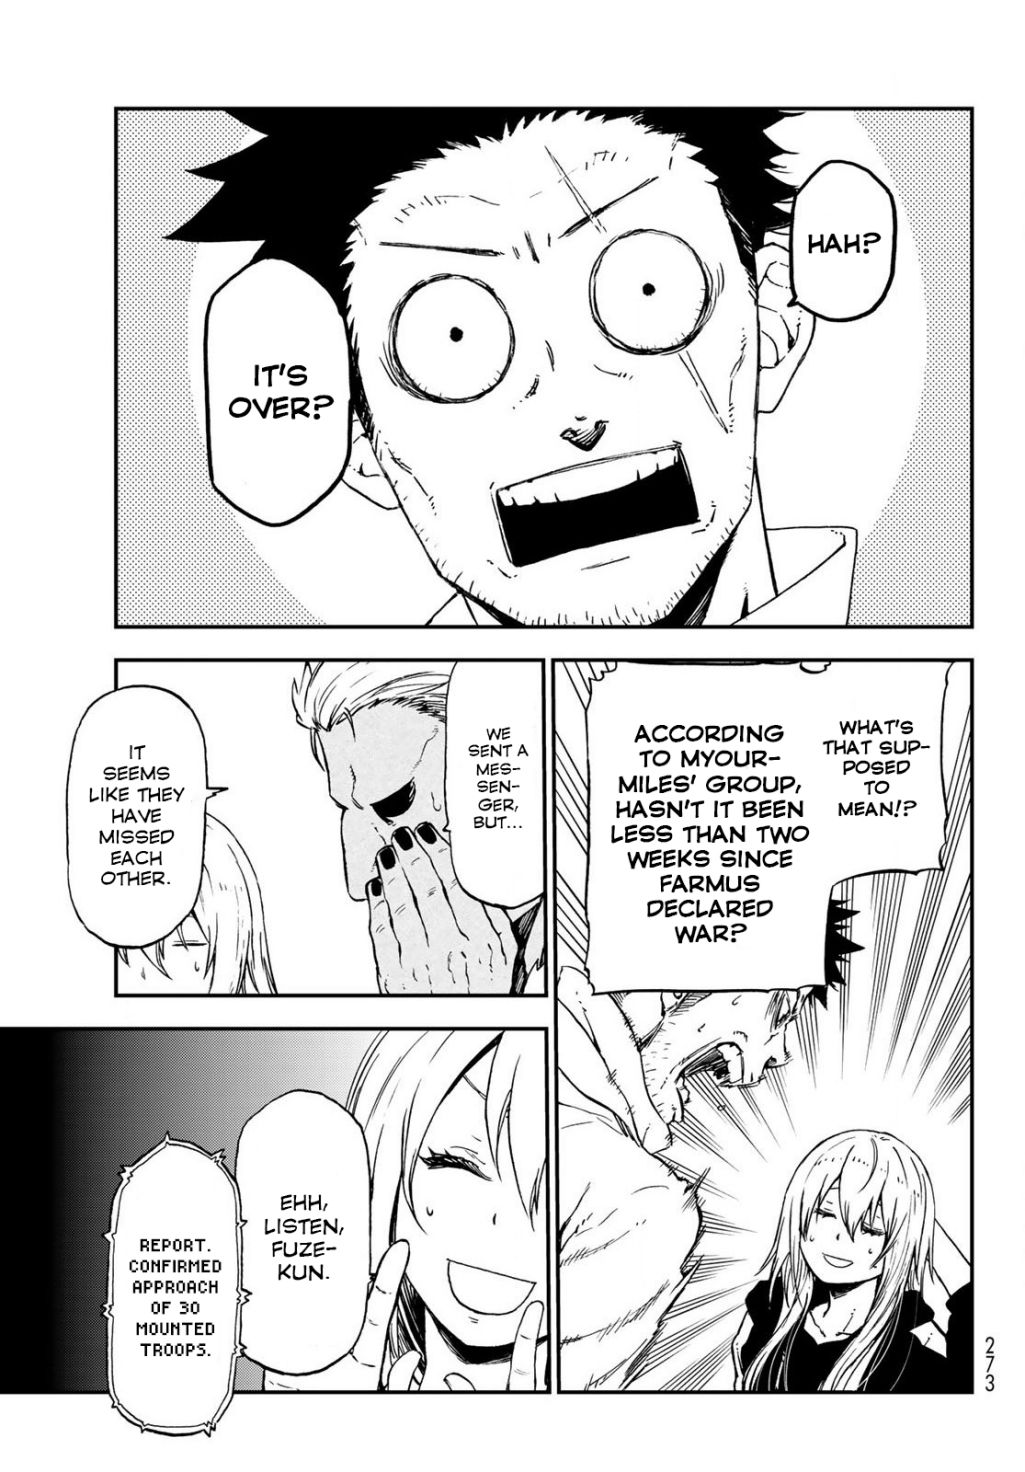 HAH?
IT'S
OVER?
WHAT'S
THAT SUP-
POSED
TO
MEAN!?
ACCORDING
TO MYOUR-
MILES' GROUP,
HASN'T IT BEEN
LESS THAN TWO
WEEKS SINCE
FARMUS
DECLARED
WAR?
WE
SENT A
MES-
SEN-
GER,
BUT...
IT
SEEMS
LIKE THEY
HAVE
MISSED
EACH
OTHER.
EHH,
LISTEN,
FUZE-
KUN.
REPORT.
CONFIRMED
APPROACH
OF 30
MOUNTED
TROOPS.
273